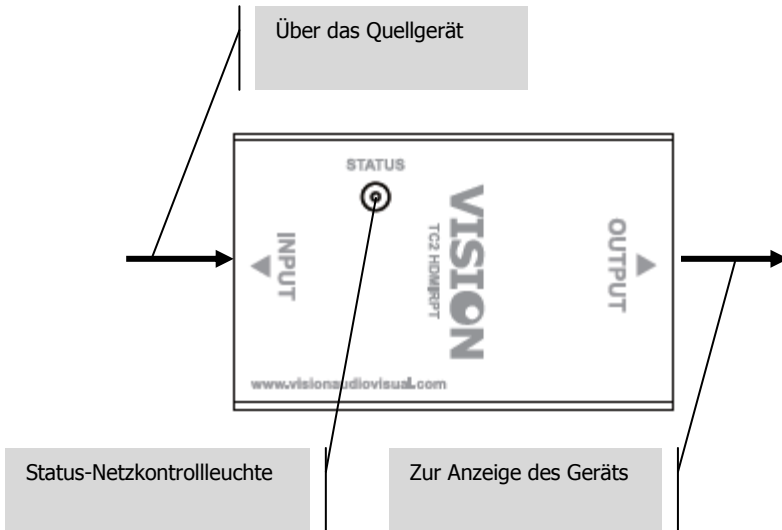 Über das Quellgerät
STATUS
INPUT
VISION
TC2 HDMIRPT
OUTPUT
www.visionaudiovisual.com
Status-Netzkontrollleuchte
Zur Anzeige des Geräts